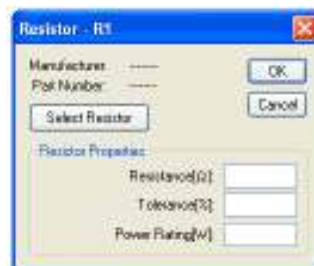 Resistor - R1
Manufacturer: -----
OK
Part Number: -----
Cancel
Select Resistor
Resistor Properties
Resistance[Ω]:
Tolerance[%]:
Power Rating[W]: